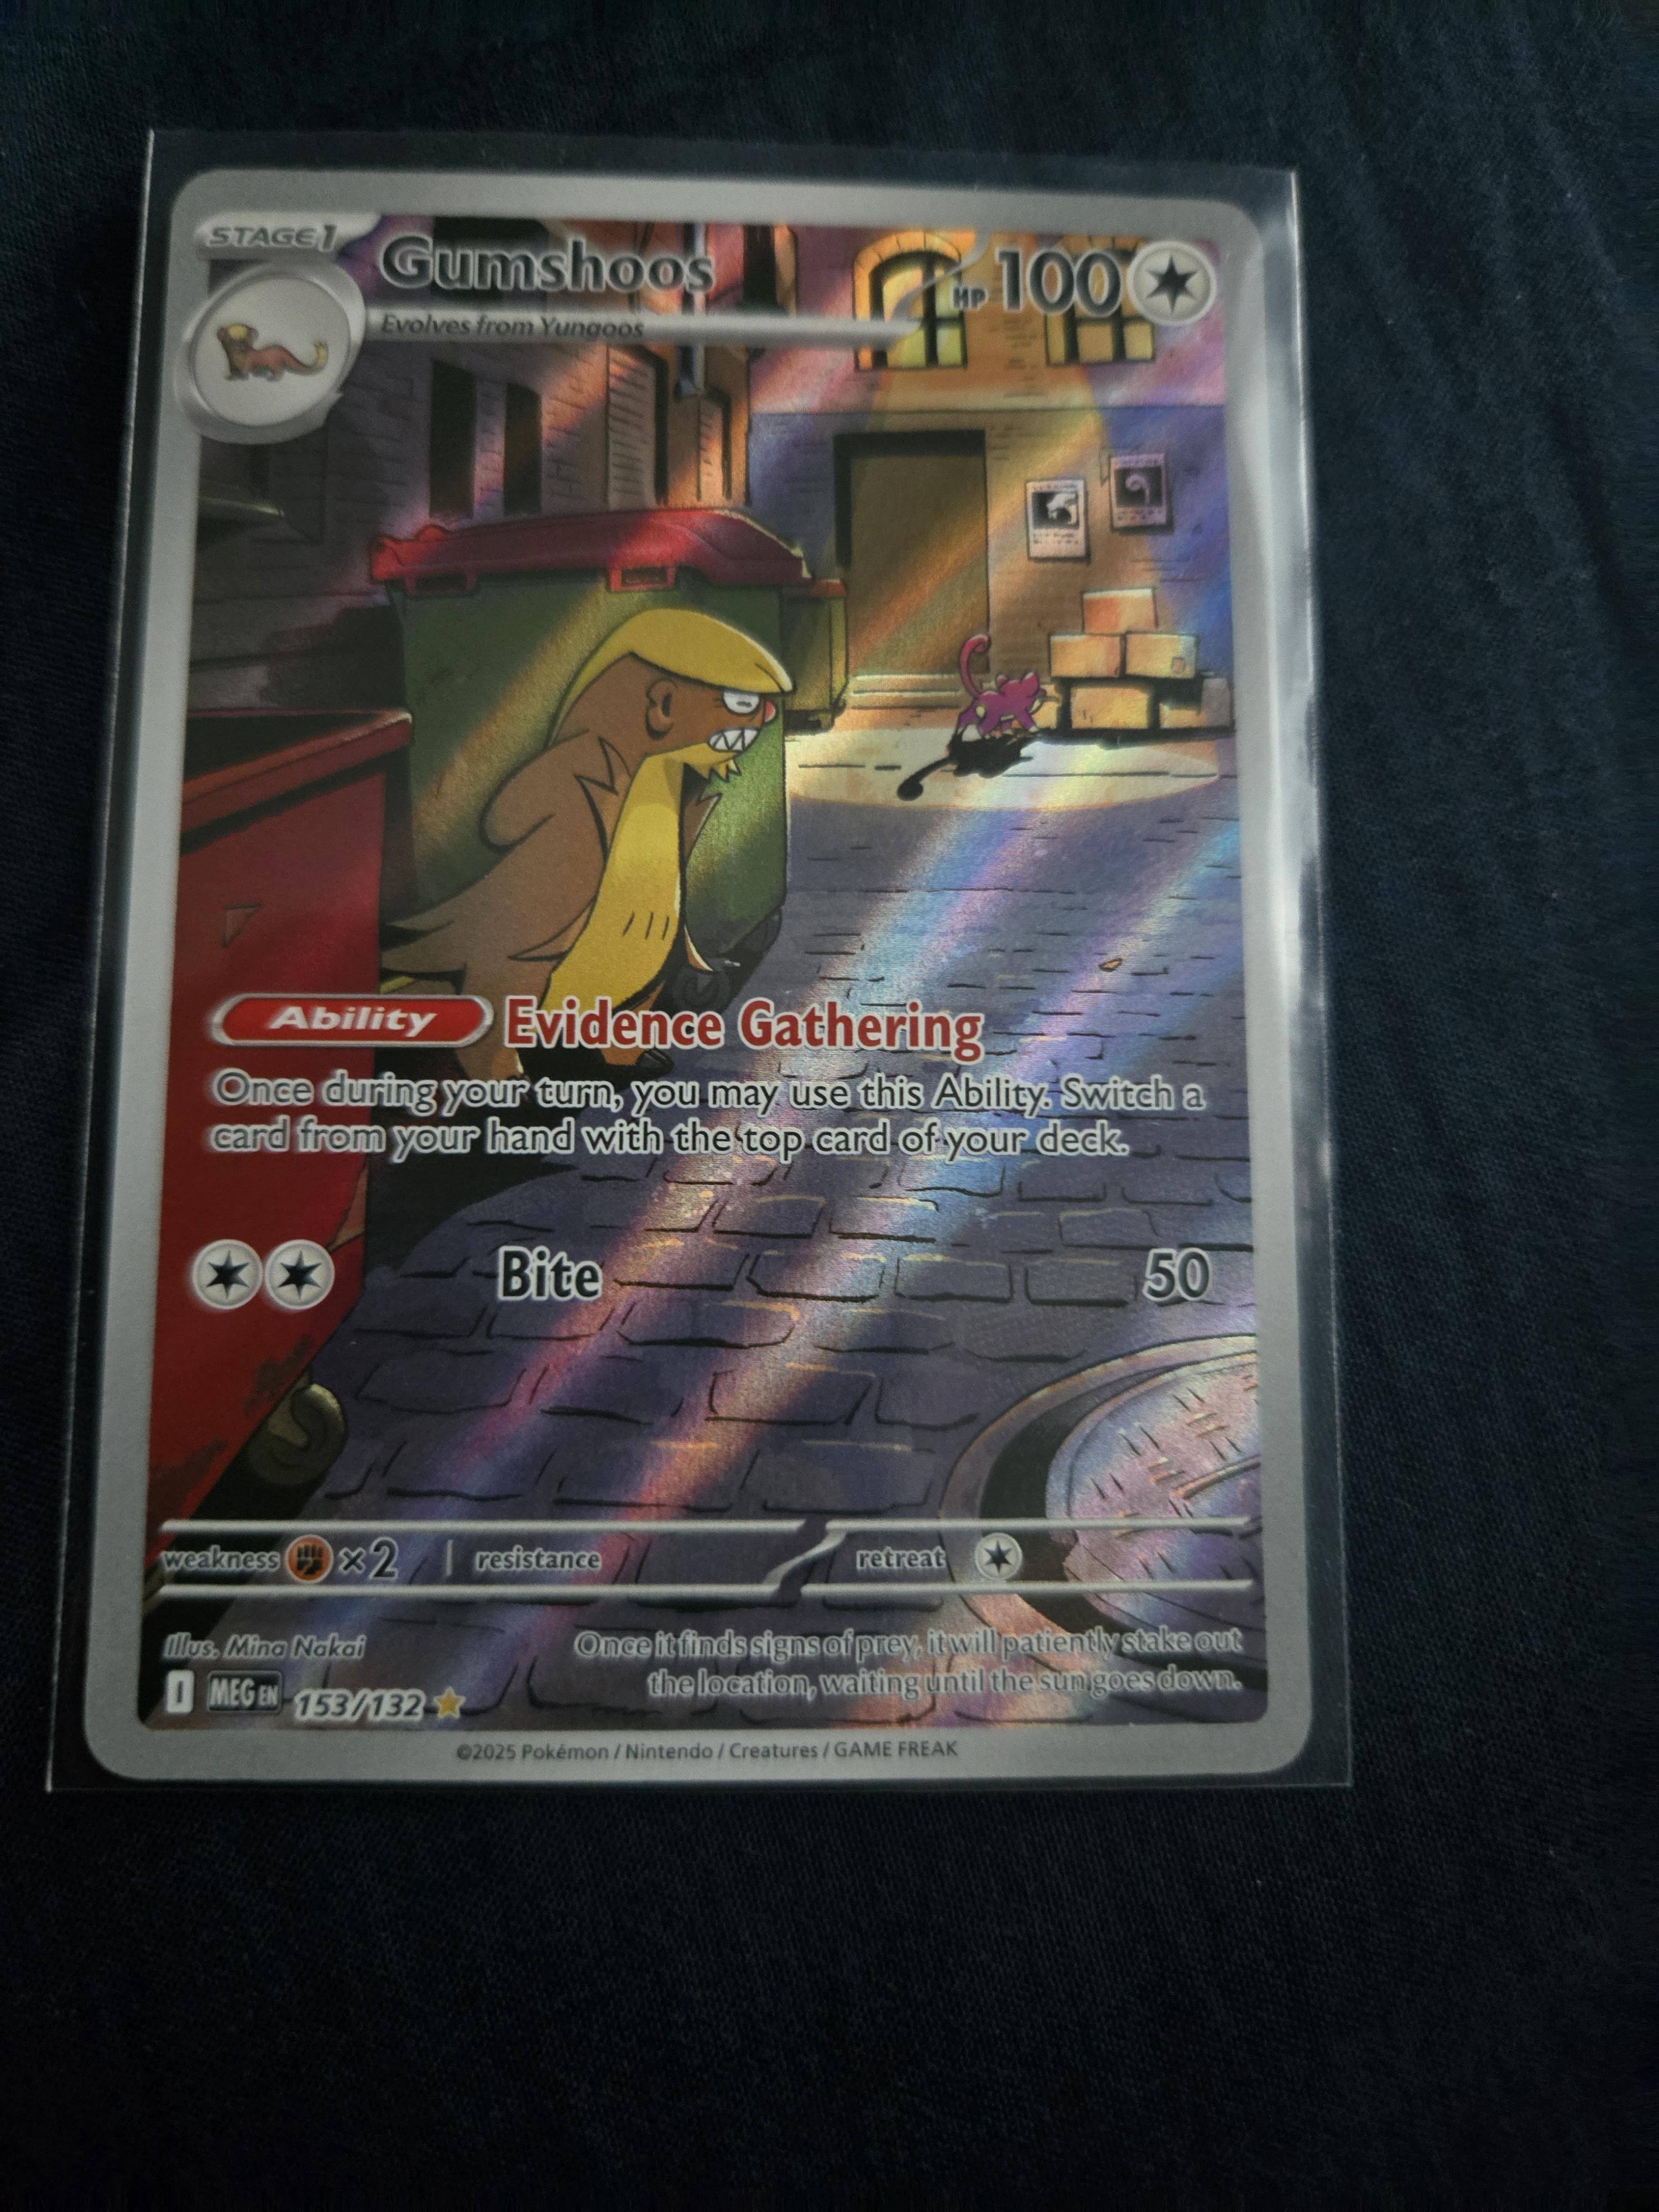 STAGE1
Gumshoos
HP 100
Evolves from Yungoos
Ability Evidence Gathering
Once during your turn, you may use this Ability. Switch a
card from your hand with the top card of your deck.
Bite 50
weakness ×2 resistance retreat
Illus. Mina Nakai
Once it finds signs of prey, it will patiently stake out
the location, waiting until the sun goes down.
I MEG EN 153/132
©2025 Pokémon / Nintendo / Creatures / GAME FREAK